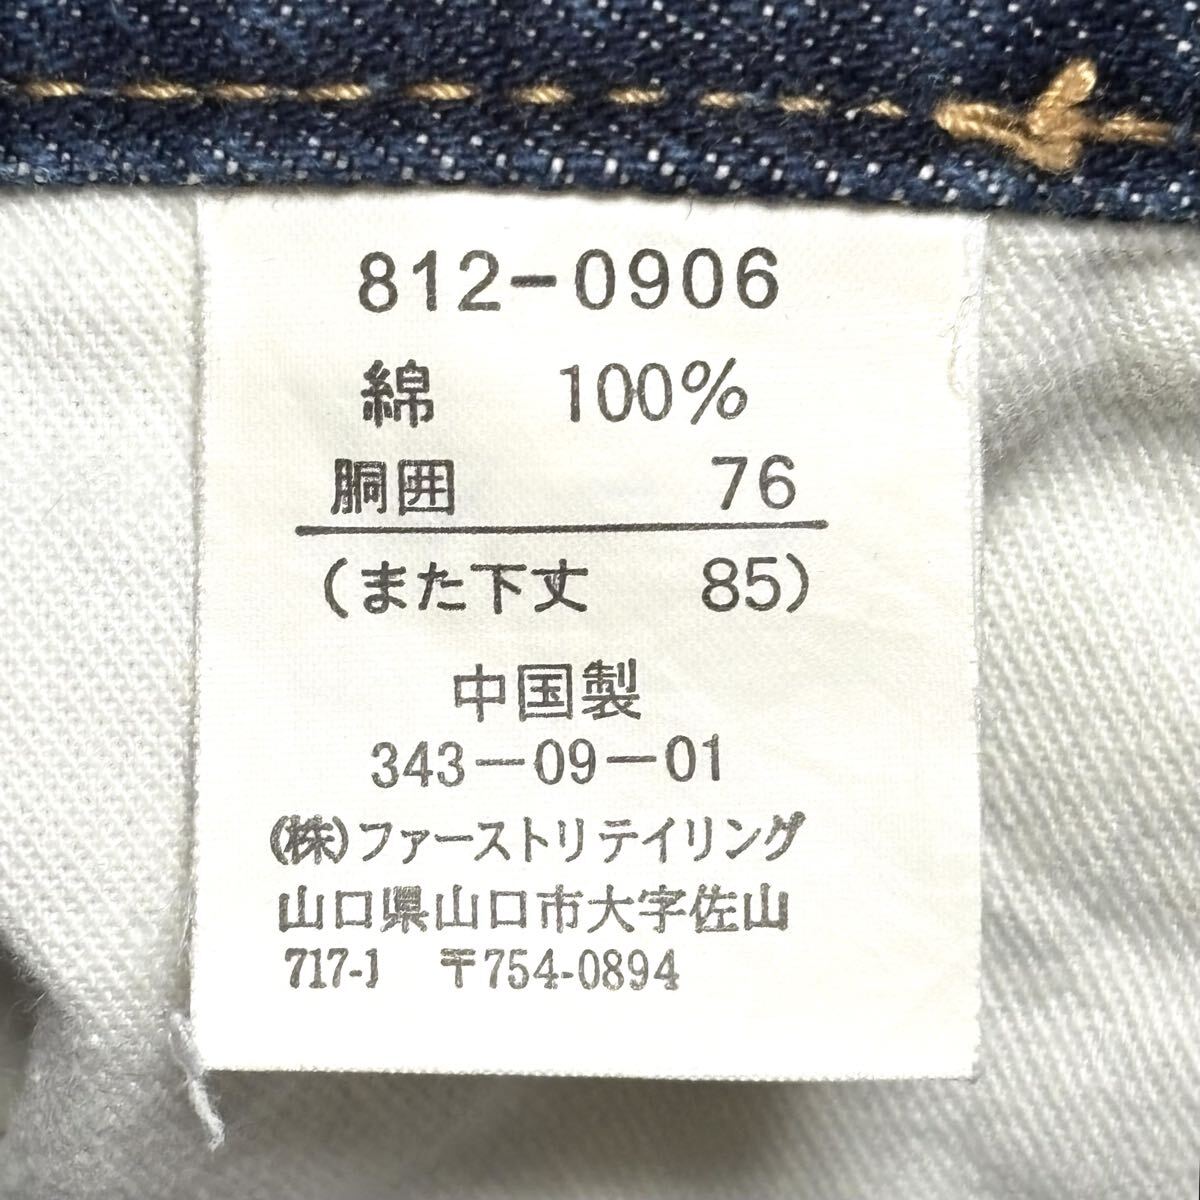 812-0906
綿 100%
胴囲 76
(また下丈 85)
中国製
343-09-01
(株)ファーストリテイリング
山口県山口市大字佐山
717-1 〒754-0894